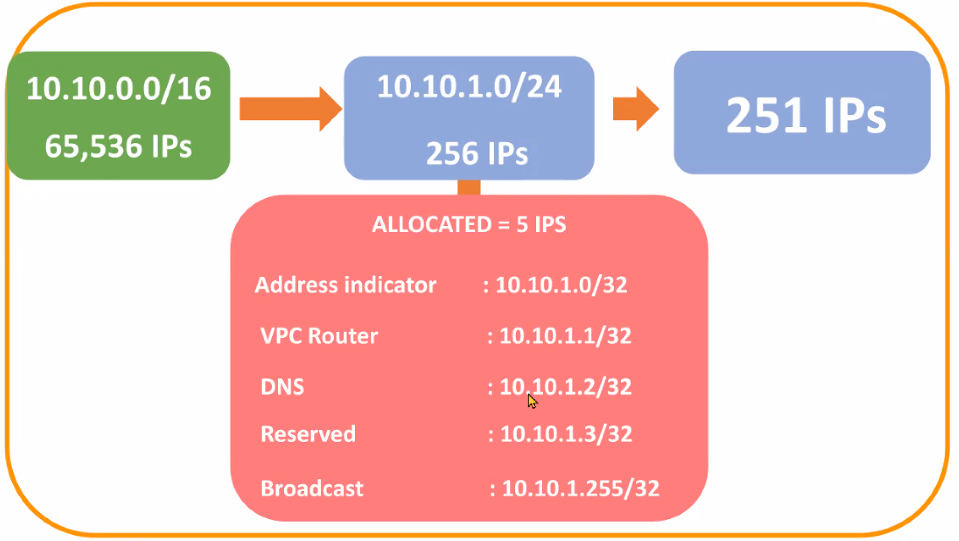 10.10.0.0/16
65,536 IPs
10.10.1.0/24
256 IPs
251 IPs
ALLOCATED = 5 IPS
Address indicator : 10.10.1.0/32
VPC Router : 10.10.1.1/32
DNS : 10.10.1.2/32
Reserved : 10.10.1.3/32
Broadcast : 10.10.1.255/32